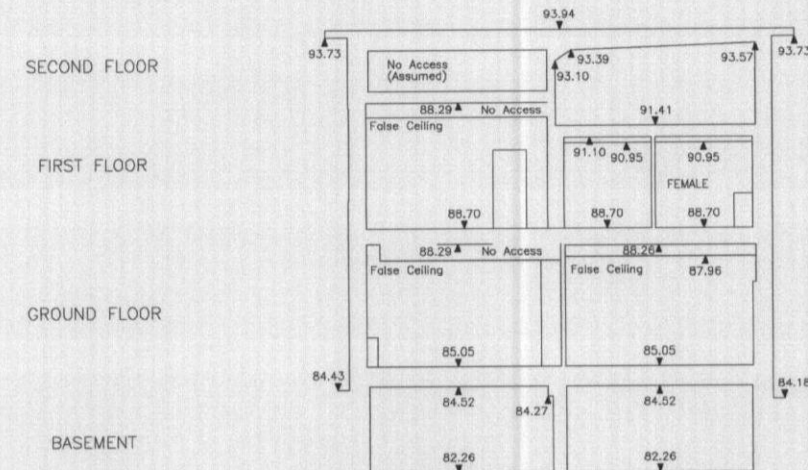 93.94
93.73
93.73
SECOND FLOOR
No Access
(Assumed)
93.39
93.10
93.57
91.41
88.29 No Access
False Ceiling
FIRST FLOOR
91.10
90.95
90.95
FEMALE
88.70
88.70
88.70
88.29 No Access
88.26
False Ceiling
False Ceiling
87.96
GROUND FLOOR
85.05
85.05
84.43
84.18
84.52
84.27
84.52
BASEMENT
82.26
82.26